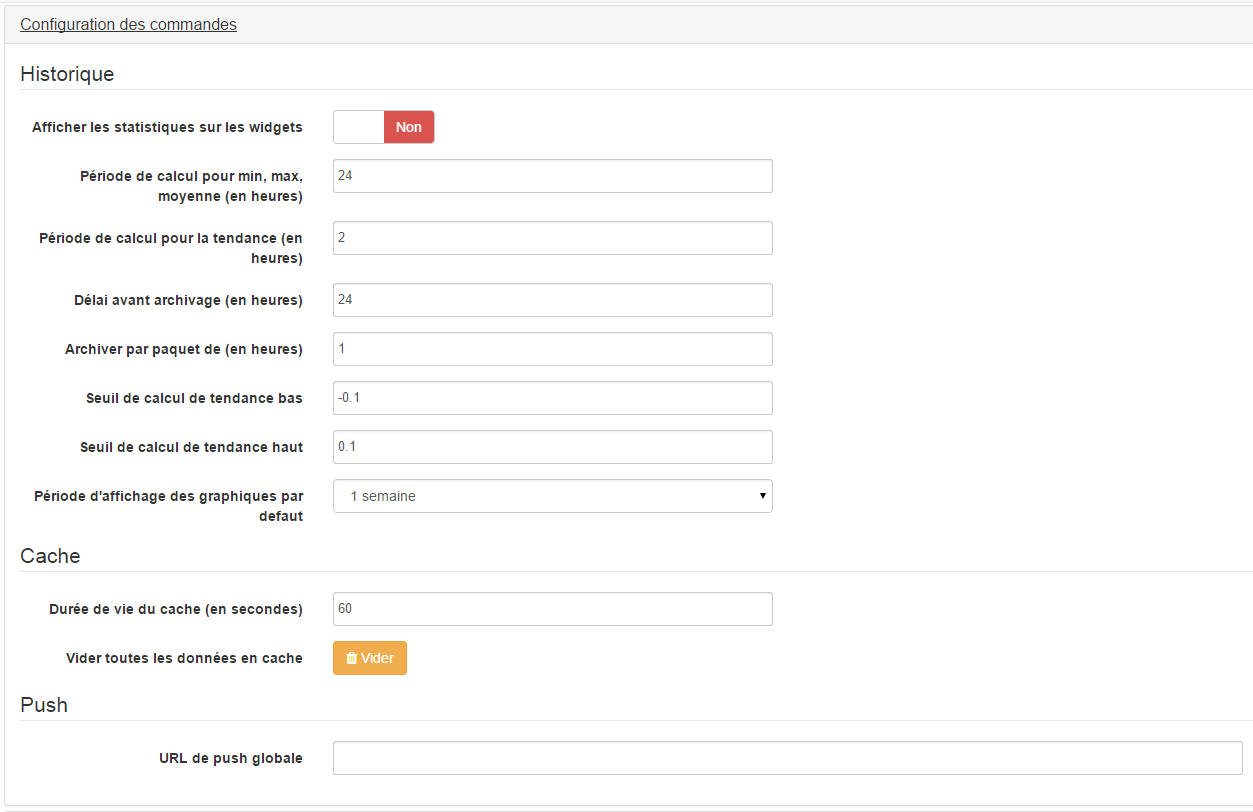 Configuration des commandes
Historique
Afficher les statistiques sur les widgets
Non
Période de calcul pour min, max,
moyenne (en heures)
24
Période de calcul pour la tendance (en
heures)
2
Délai avant archivage (en heures)
24
Archiver par paquet de (en heures)
1
Seuil de calcul de tendance bas
-0.1
Seuil de calcul de tendance haut
0.1
Période d'affichage des graphiques par
defaut
1 semaine
Cache
Durée de vie du cache (en secondes)
60
Vider toutes les données en cache
Vider
Push
URL de push globale